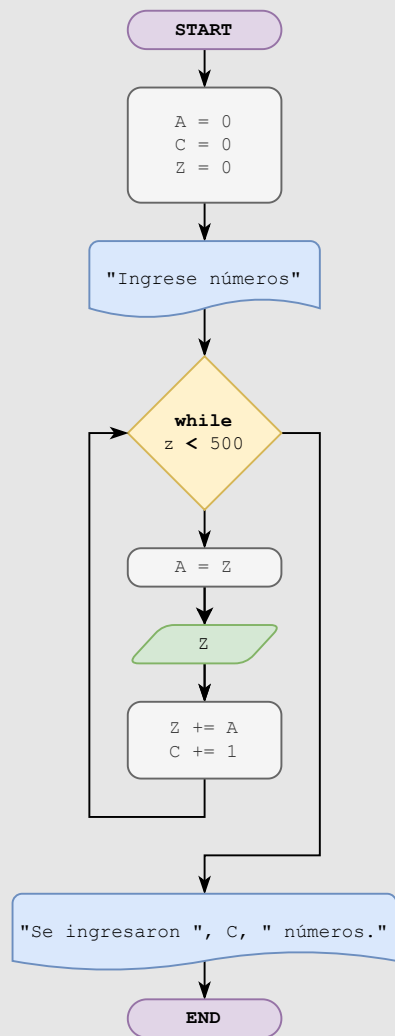 START
A = 0
C = 0
Z = 0
"Ingrese números"
while
z < 500
A = Z
Z
Z += A
C += 1
"Se ingresaron ", C, " números."
END